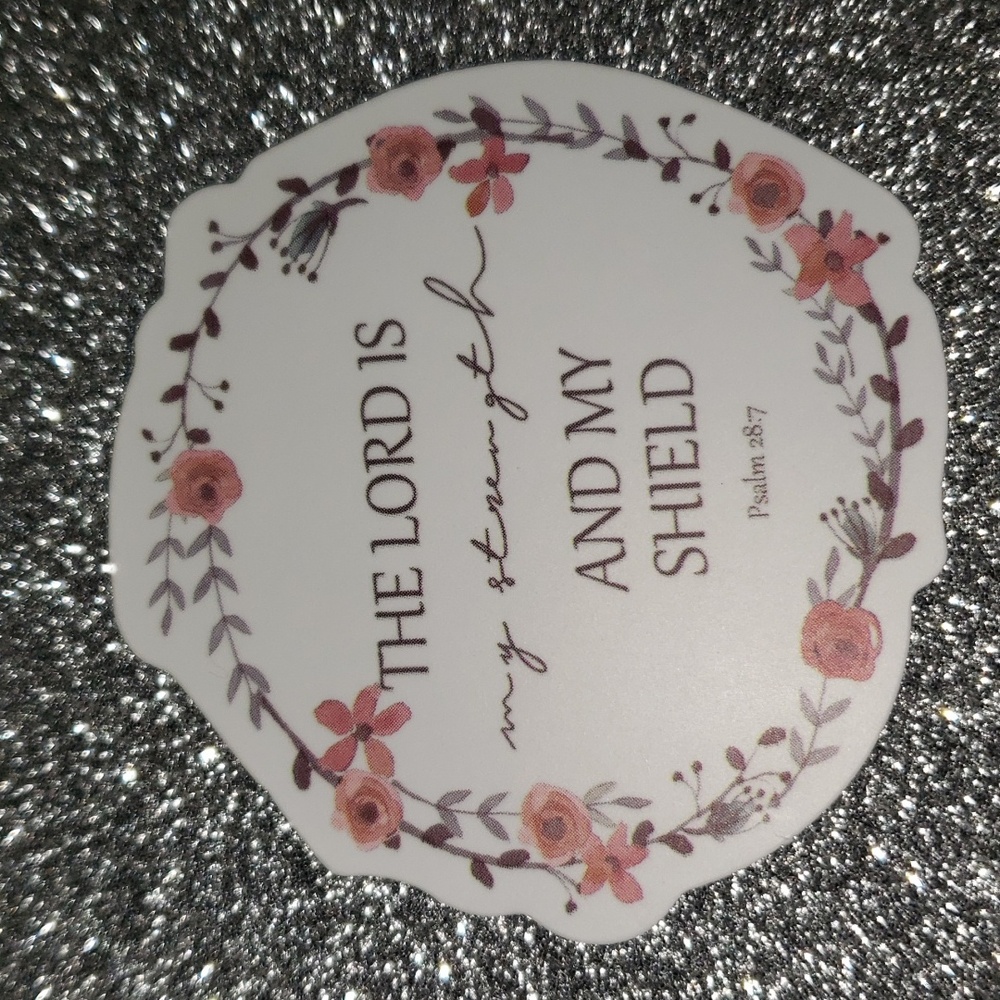 THE LORD IS
my strength
AND MY
SHIELD
Psalm 28:7